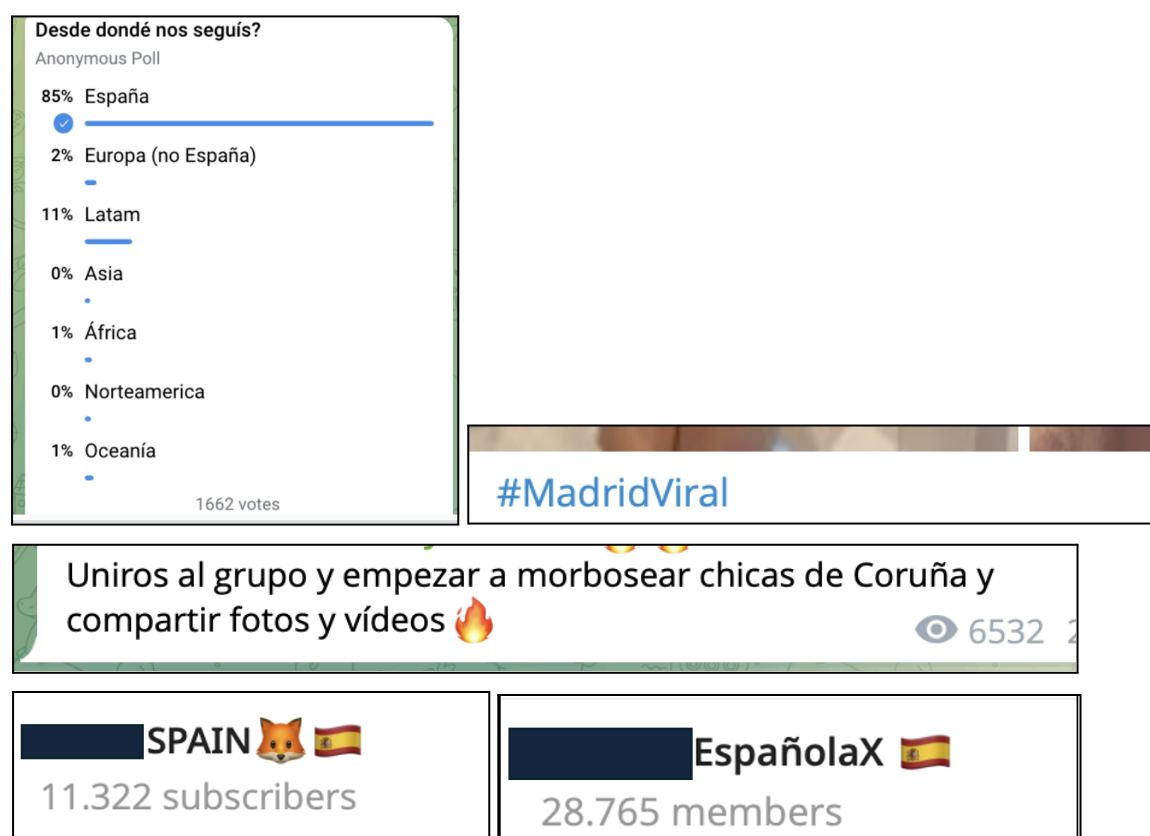 Desde dondé nos seguís?
Anonymous Poll
85% España
2% Europa (no España)
11% Latam
0% Asia
1% África
0% Norteamerica
1% Oceanía
1662 votes
#MadridViral
Uniros al grupo y empezar a morbosear chicas de Coruña y
compartir fotos y vídeos🔥
6532
SPAIN🦊🇪🇸
11.322 subscribers
EspañolaX 🇪🇸
28.765 members